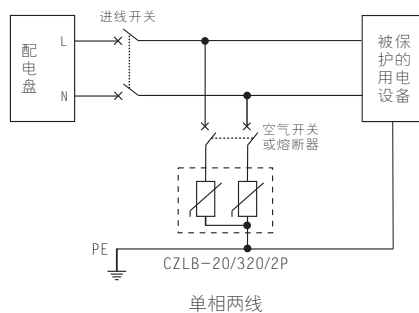 进线开关
配
电
盘
L
N
被保
护的
用电
设备
空气开关
或熔断器
PE
CZLB-20/320/2P
单相两线